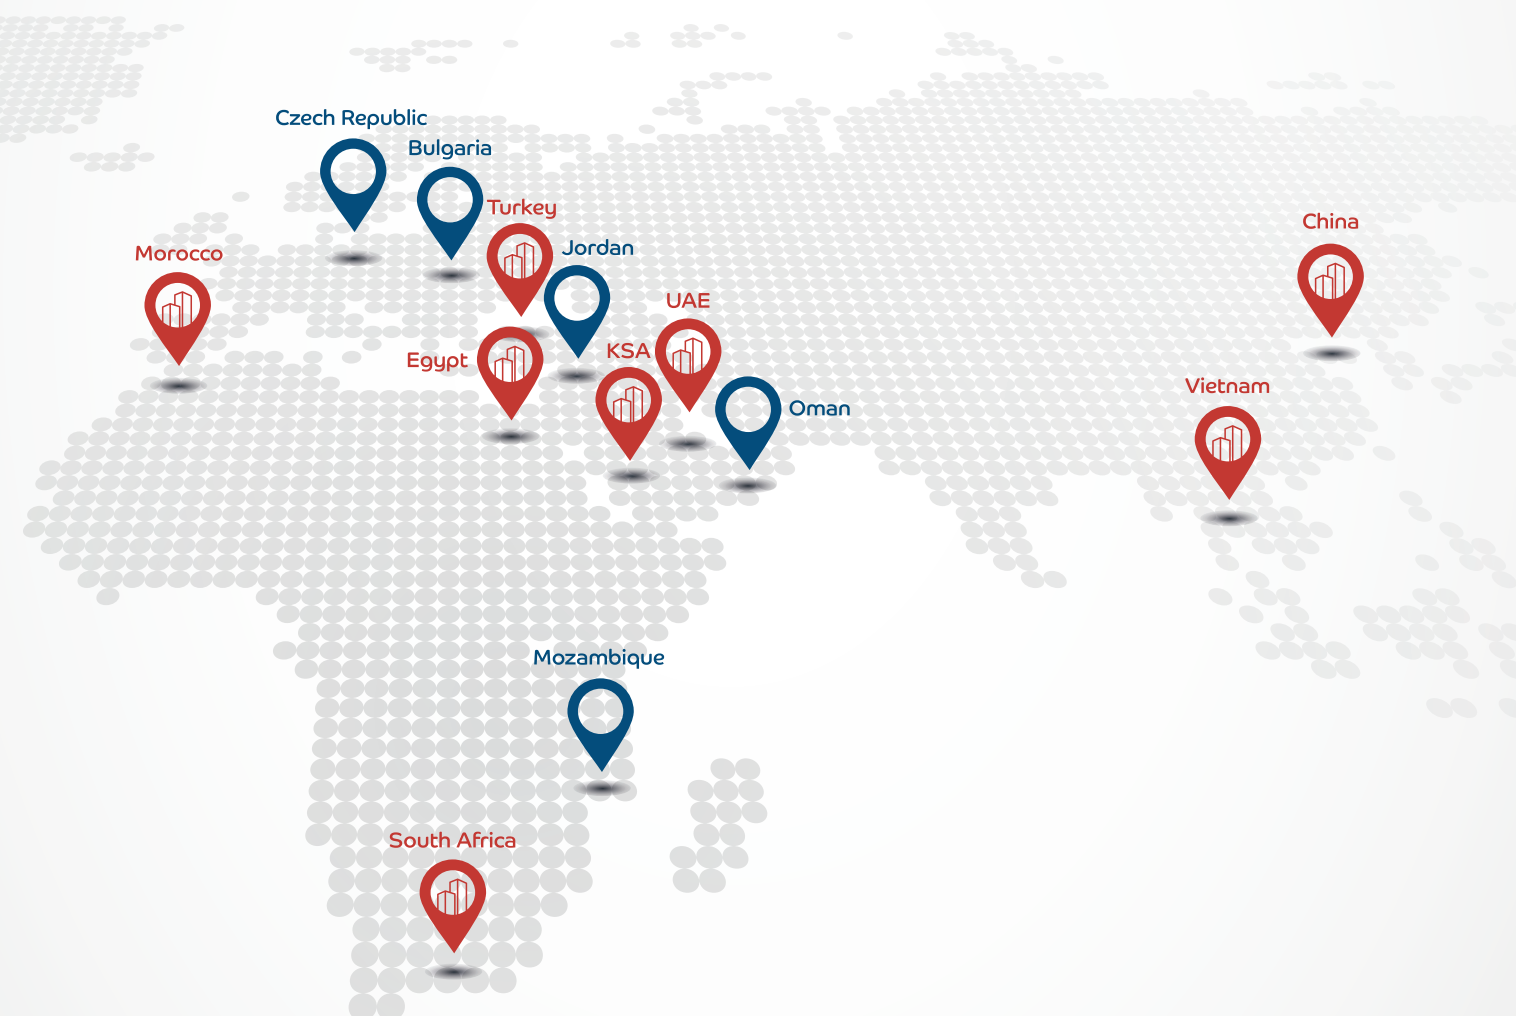 Czech Republic
Bulgaria
Turkey
China
Jordan
Morocco
UAE
KSA
Egypt
Vietnam
Oman
Mozambique
South Africa